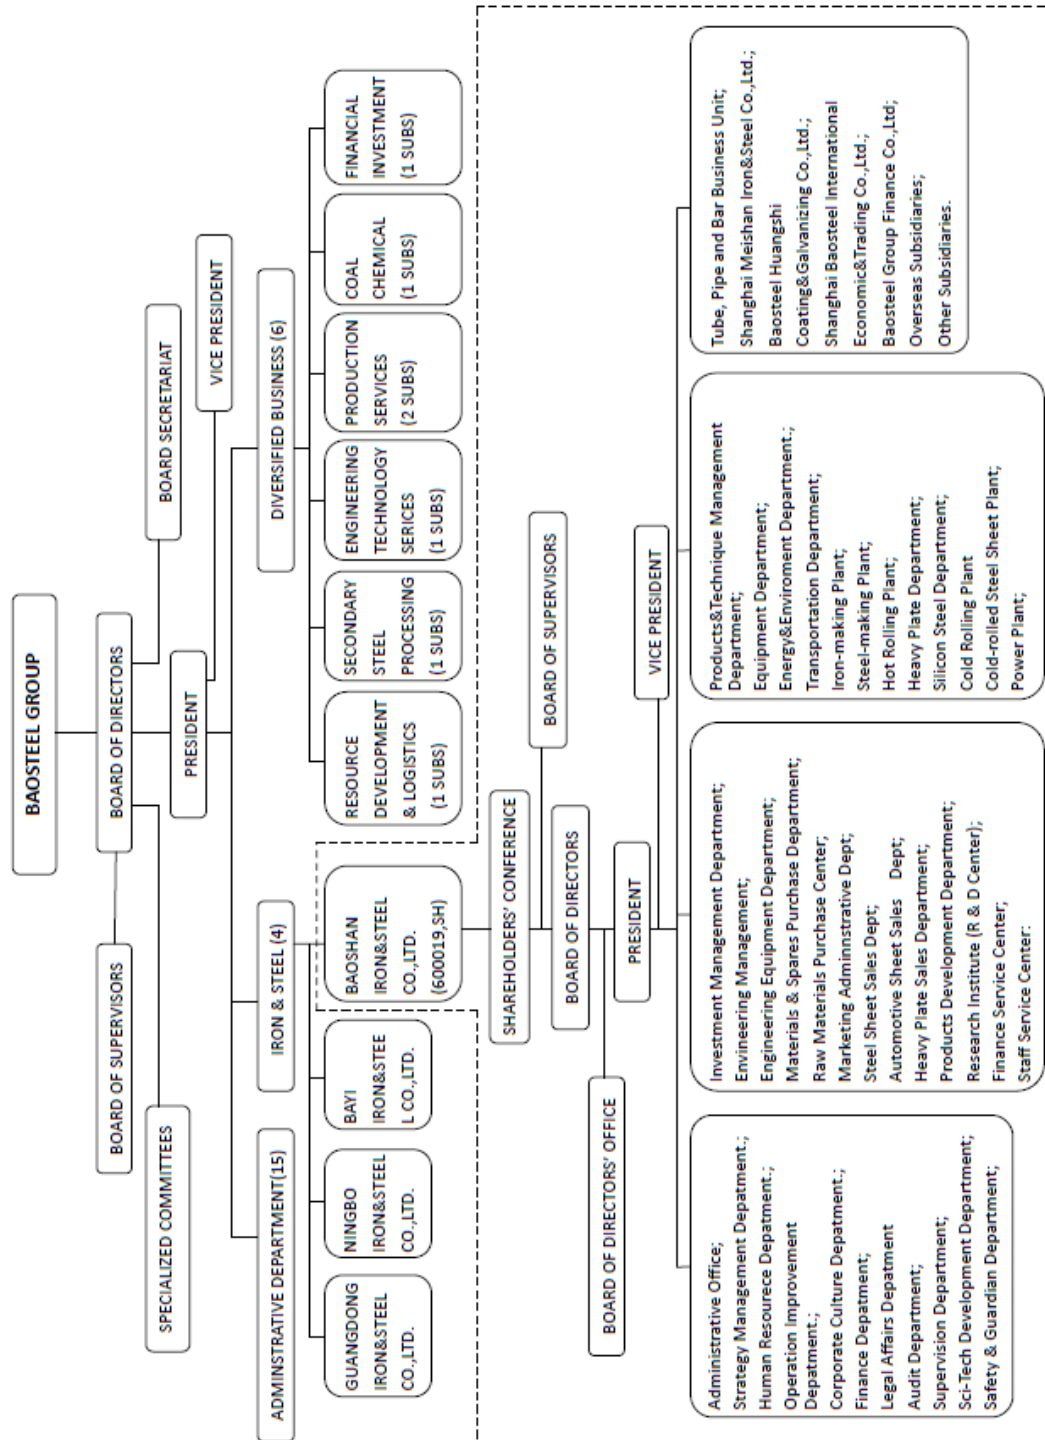 BAOSTEEL GROUP
BOARD OF SUPERVISORS
BOARD OF DIRECTORS
SPECIALIZED COMMITTEES
BOARD SECRETARIAT
PRESIDENT
VICE PRESIDENT
ADMINSTRATIVE DEPARTMENT(15)
IRON & STEEL (4)
DIVERSIFIED BUSINESS (6)
GUANGDONG
IRON&STEEL
CO.,LTD.
NINGBO
IRON&STEEL
CO.,LTD.
BAYI
IRON&STEE
L CO.,LTD.
BAOSHAN
IRON&STEEL
CO.,LTD.
(600019,SH)
RESOURCE
DEVELOPMENT
& LOGISTICS
(1 SUBS)
SECONDARY
STEEL
PROCESSING
(1 SUBS)
ENGINEERING
TECHNOLOGY
SERICES
(1 SUBS)
PRODUCTION
SERVICES
(2 SUBS)
COAL
CHEMICAL
(1 SUBS)
FINANCIAL
INVESTMENT
(1 SUBS)
SHAREHOLDERS' CONFERENCE
BOARD OF SUPERVISORS
BOARD OF DIRECTORS
BOARD OF DIRECTORS' OFFICE
PRESIDENT
VICE PRESIDENT
Administrative Office;
Strategy Management Depatment.;
Human Resourece Depatment.;
Operation Improvement
Depatment.;
Corporate Culture Depatment.;
Finance Depatment;
Legal Affairs Depatment
Audit Department;
Supervision Department;
Sci-Tech Development Department;
Safety & Guardian Department;
Investment Management Department;
Envineering Management;
Engineering Equipment Department;
Materials & Spares Purchase Department;
Raw Materials Purchase Center;
Marketing Adminnstrative Dept;
Steel Sheet Sales Dept;
Automotive Sheet Sales Dept;
Heavy Plate Sales Department;
Products Development Department;
Research Institute (R & D Center);
Finance Service Center;
Staff Service Center:
Products&Technique Management
Department;
Equipment Department;
Energy&Enviroment Department.;
Transportation Department;
Iron-making Plant;
Steel-making Plant;
Hot Rolling Plant;
Heavy Plate Department;
Silicon Steel Department;
Cold Rolling Plant
Cold-rolled Steel Sheet Plant;
Power Plant;
Tube, Pipe and Bar Business Unit;
Shanghai Meishan Iron&Steel Co.,Ltd.;
Baosteel Huangshi
Coating&Galvanizing Co.,Ltd.;
Shanghai Baosteel International
Economic&Trading Co.,Ltd.;
Baosteel Group Finance Co.,Ltd;
Overseas Subsidiaries;
Other Subsidiaries.